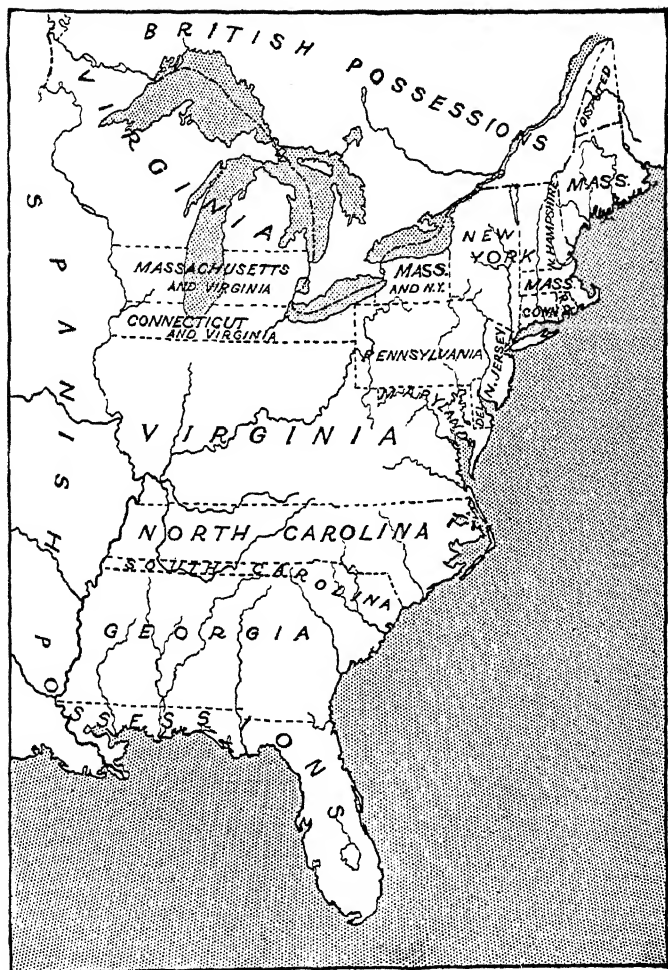 BRITISH POSSESSIONS
VIRGINIA
DISPUTED
MASS.
N. HAMPSHIRE
NEW
YORK
MASSACHUSETTS
AND VIRGINIA
MASS.
AND N.Y.
MASS.
CONN.
R.I.
CONNECTICUT
AND VIRGINIA
PENNSYLVANIA
N. JERSEY
MARYLAND
DEL.
VIRGINIA
NORTH CAROLINA
SOUTH CAROLINA
GEORGIA
SPANISH POSSESSIONS